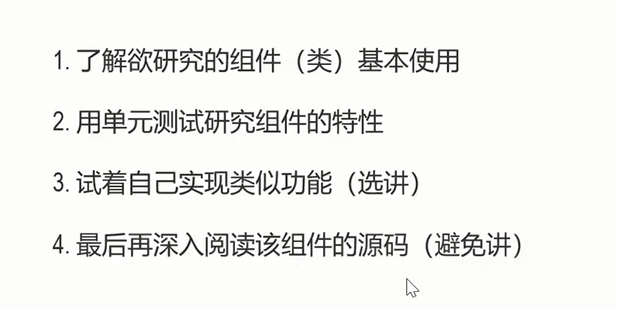 1. 了解欲研究的组件（类）基本使用
2. 用单元测试研究组件的特性
3. 试着自己实现类似功能（选讲）
4. 最后再深入阅读该组件的源码（避免讲）